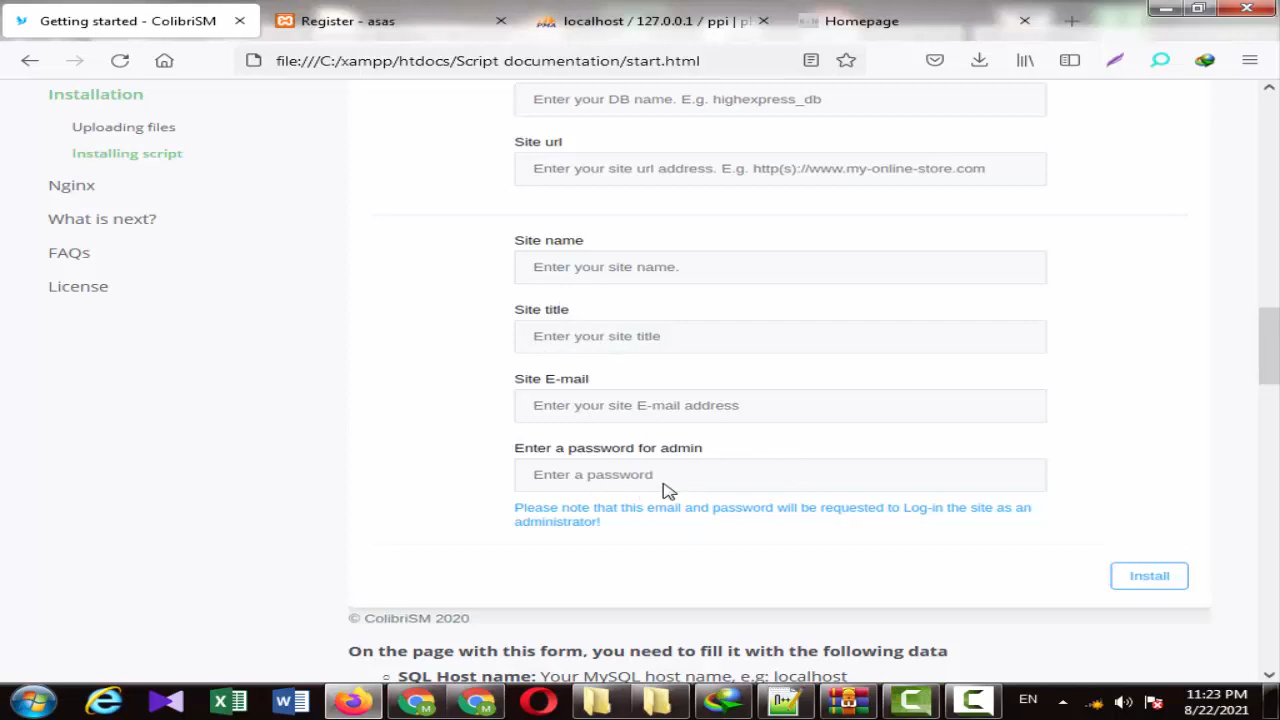 Getting started - ColibriSM
Register - asas
localhost / 127.0.0.1 / ppi | p
Homepage
file:///C:/xampp/htdocs/Script documentation/start.html
Installation
Uploading files
Installing script
Nginx
What is next?
FAQs
License
Enter your DB name. E.g. highexpress_db
Site url
Enter your site url address. E.g. http(s)://www.my-online-store.com
Site name
Enter your site name.
Site title
Enter your site title
Site E-mail
Enter your site E-mail address
Enter a password for admin
Enter a password
Please note that this email and password will be requested to Log-in the site as an
administrator!
Install
© ColibriSM 2020
On the page with this form, you need to fill it with the following data
SQL Host name: Your MySQL host name, e.g: localhost
EN
11:23 PM
8/22/2021